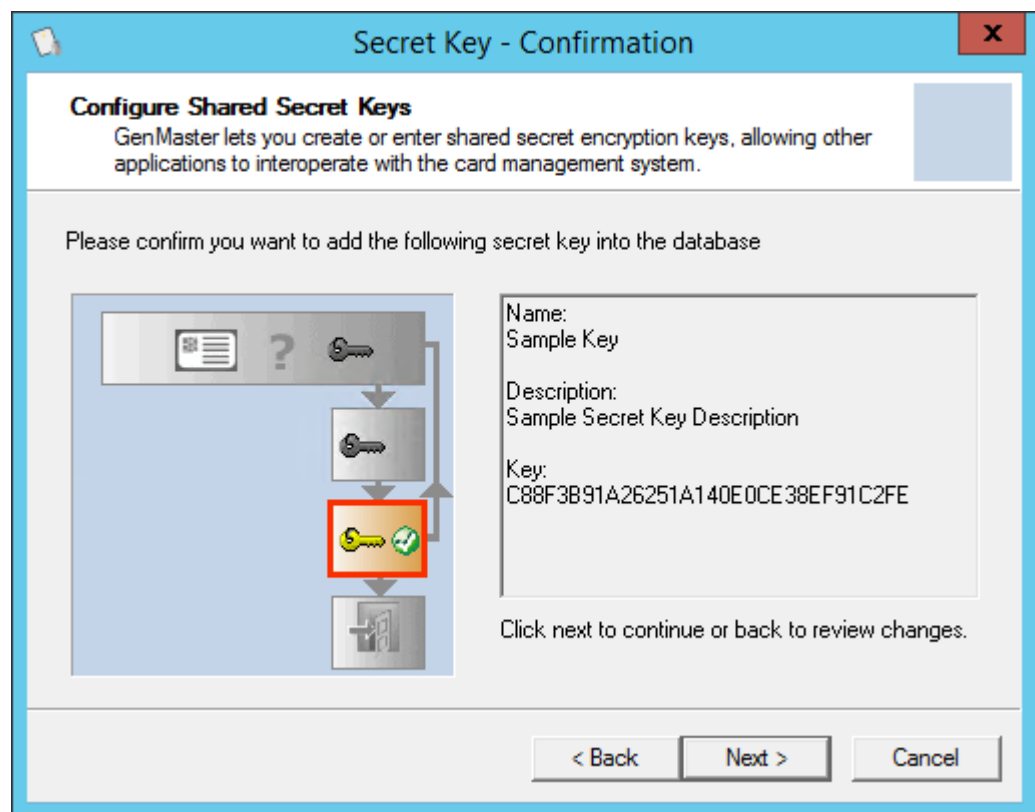 Secret Key - Confirmation
x
Configure Shared Secret Keys
GenMaster lets you create or enter shared secret encryption keys, allowing other
applications to interoperate with the card management system.
Please confirm you want to add the following secret key into the database
?
Name:
Sample Key
Description:
Sample Secret Key Description
Key:
C88F3B91A26251A140E0CE38EF91C2FE
Click next to continue or back to review changes.
< Back
Next >
Cancel